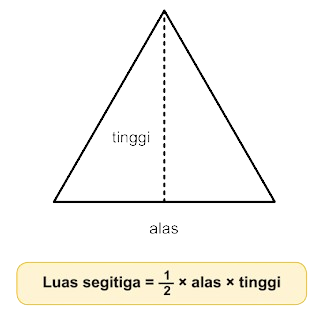 tinggi
alas
Luas segitiga = 1/2 × alas × tinggi